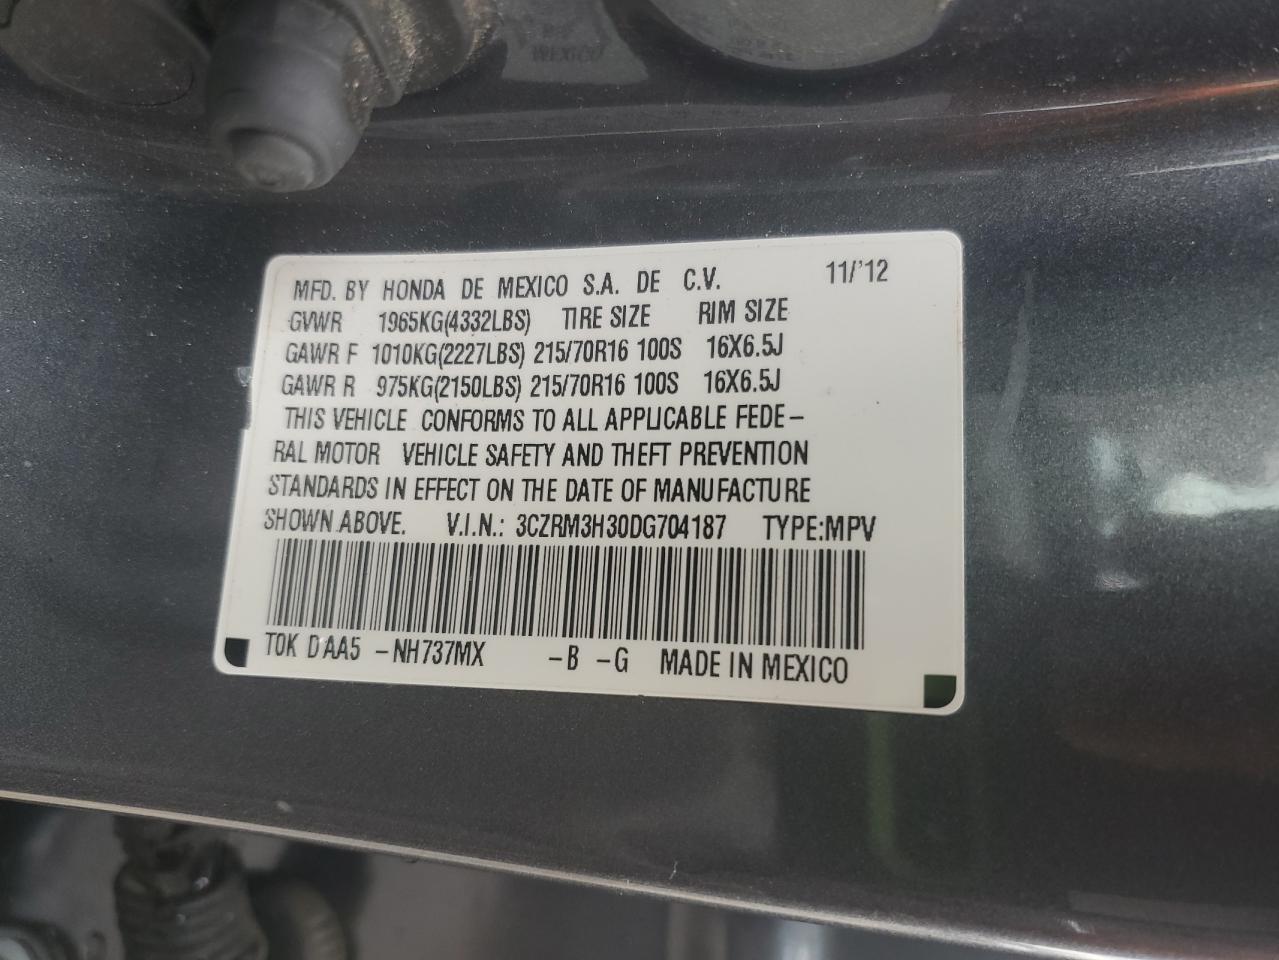 MEXICO
MFD. BY HONDA DE MEXICO S.A. DE C.V. 11/'12
GVWR 1965KG(4332LBS) TIRE SIZE RIM SIZE
GAWR F 1010KG(2227LBS) 215/70R16 100S 16X6.5J
GAWR R 975KG(2150LBS) 215/70R16 100S 16X6.5J
THIS VEHICLE CONFORMS TO ALL APPLICABLE FEDE-
RAL MOTOR VEHICLE SAFETY AND THEFT PREVENTION
STANDARDS IN EFFECT ON THE DATE OF MANUFACTURE
SHOWN ABOVE. V.I.N.: 3CZRM3H30DG704187 TYPE:MPV
T0K DAA5 -NH737MX -B -G MADE IN MEXICO